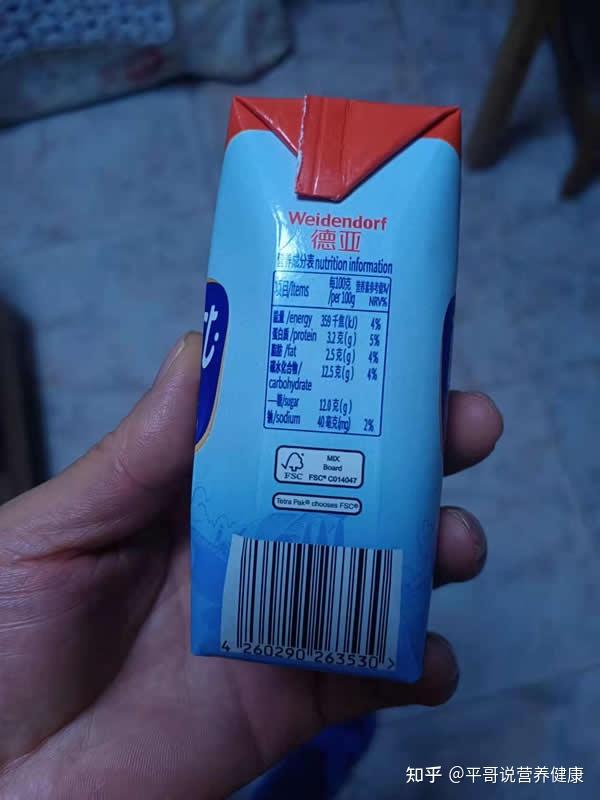 Weidendorf
德亚
营养成分表 nutrition information
项目/Items 每100克/per 100g 营养素参考值%/NRV%
能量/energy 359 千焦(kJ) 4%
蛋白质/protein 3.2 克(g) 5%
脂肪/fat 2.5 克(g) 4%
碳水化合物/carbohydrate 12.5 克(g) 4%
—糖/sugar 12.0 克(g)
钠/sodium 40 毫克(mg) 2%
t.
FSC
MIX
Board
FSC® C014047
Tetra Pak® chooses FSC®
4 260290 263530 >
知乎 @平哥说营养健康